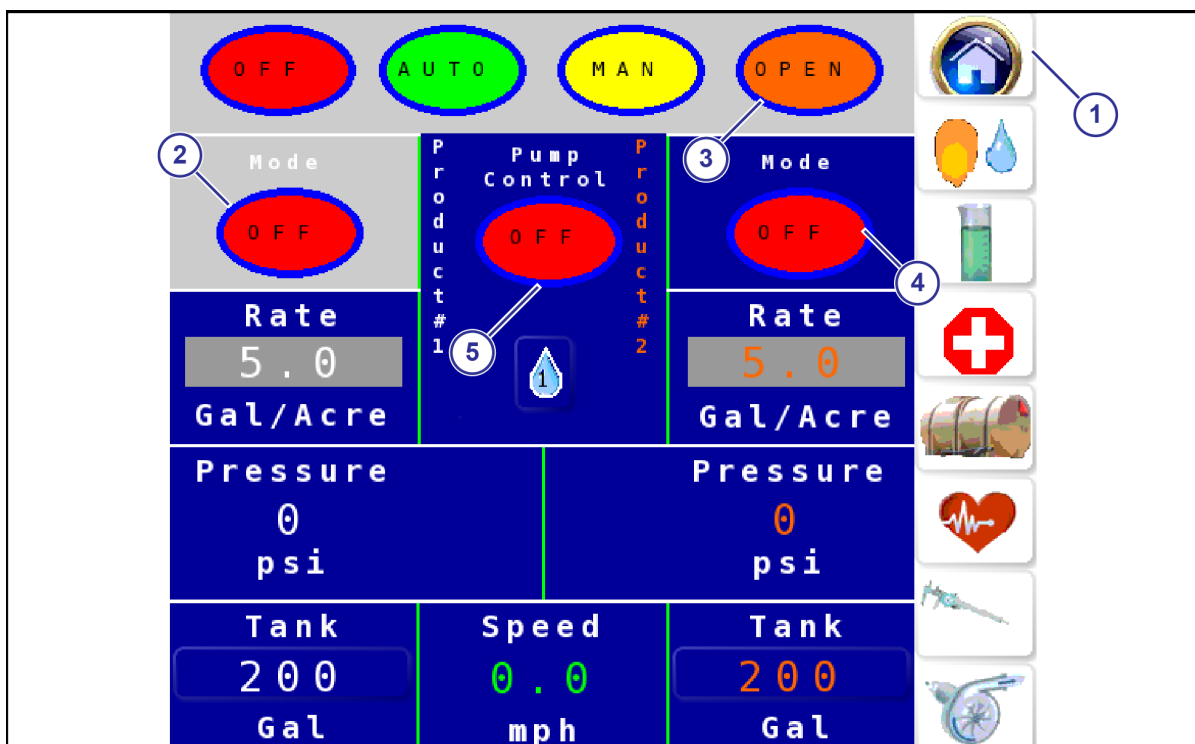 OFF AUTO MAN OPEN
1
2
3
Mode
Product#1
Pump
Control
Product#2
Mode
OFF
OFF
OFF
4
5
Rate
5.0
Gal/Acre
1
Rate
5.0
Gal/Acre
Pressure
0
psi
Pressure
0
psi
Tank
200
Gal
Speed
0.0
mph
Tank
200
Gal